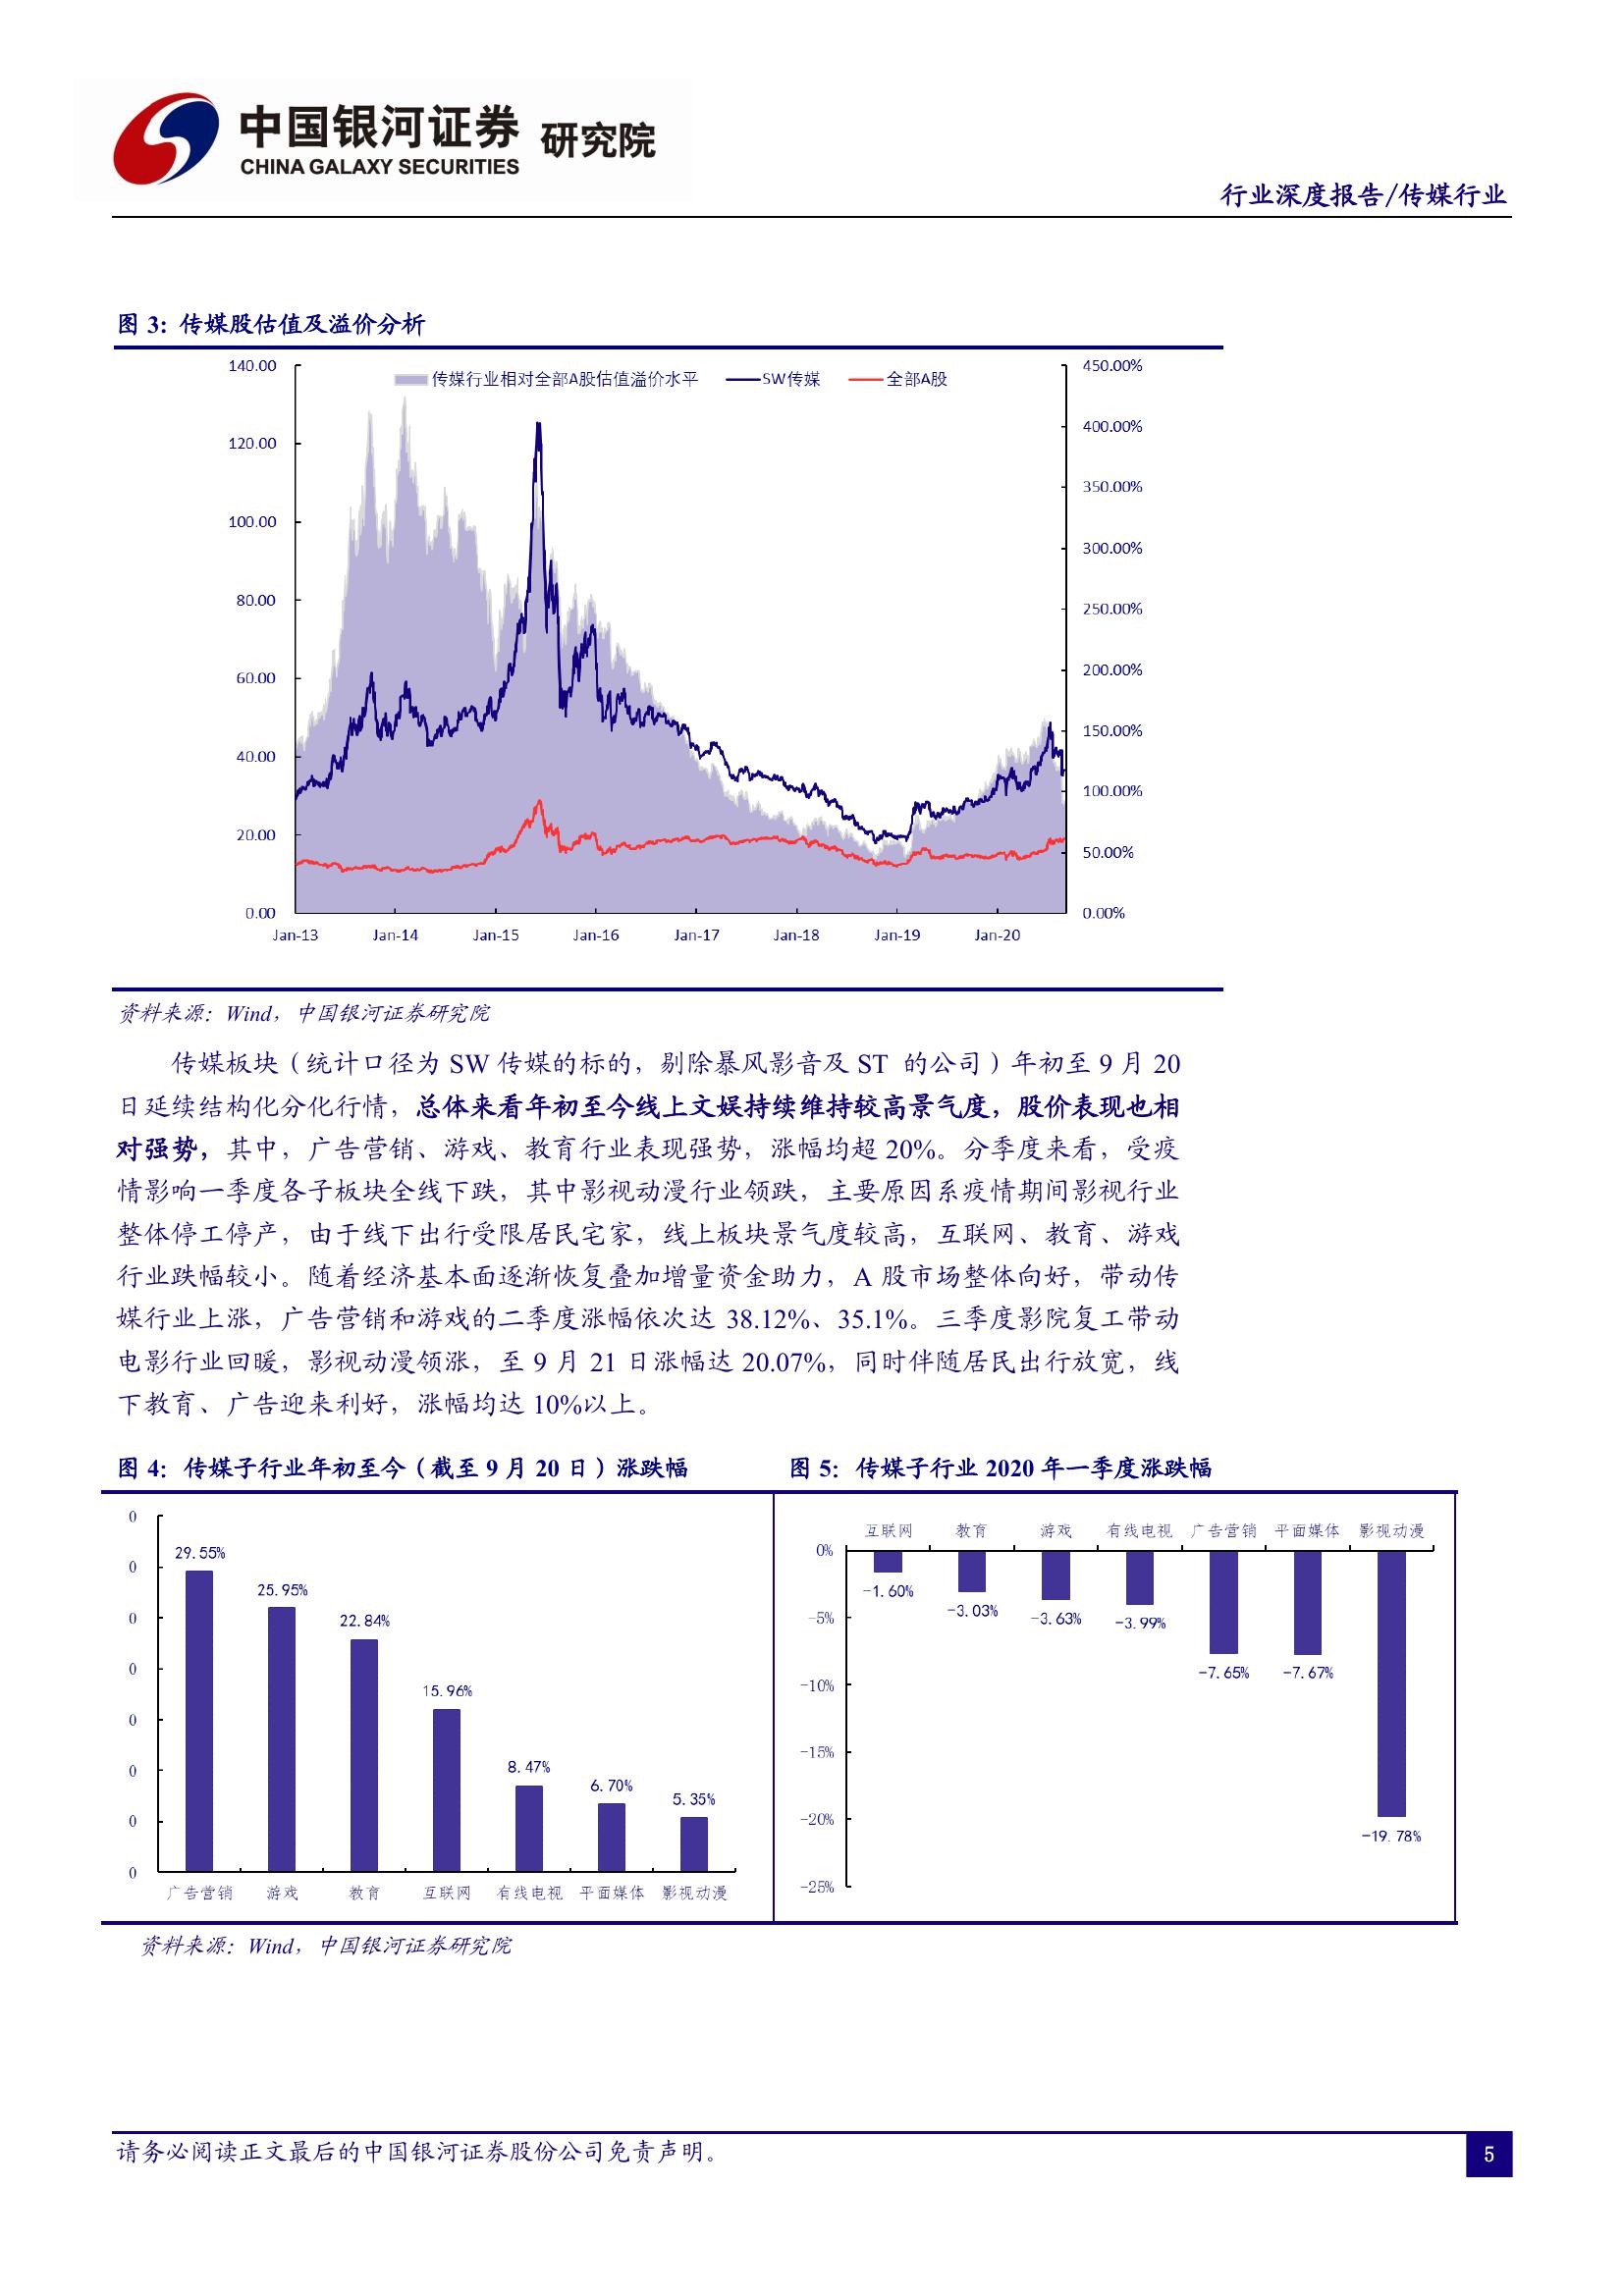 中国银河证券 研究院
CHINA GALAXY SECURITIES
行业深度报告/传媒行业
图 3：传媒股估值及溢价分析
传媒行业相对全部A股估值溢价水平 SW传媒 全部A股
140.00
120.00
100.00
80.00
60.00
40.00
20.00
0.00
450.00%
400.00%
350.00%
300.00%
250.00%
200.00%
150.00%
100.00%
50.00%
0.00%
Jan-13 Jan-14 Jan-15 Jan-16 Jan-17 Jan-18 Jan-19 Jan-20
资料来源：Wind，中国银河证券研究院
传媒板块（统计口径为 SW 传媒的标的，剔除暴风影音及 ST 的公司）年初至 9 月 20
日延续结构化分化行情，总体来看年初至今线上文娱持续维持较高景气度，股价表现也相
对强势，其中，广告营销、游戏、教育行业表现强势，涨幅均超 20%。分季度来看，受疫
情影响一季度各子板块全线下跌，其中影视动漫行业领跌，主要原因系疫情期间影视行业
整体停工停产，由于线下出行受限居民宅家，线上板块景气度较高，互联网、教育、游戏
行业跌幅较小。随着经济基本面逐渐恢复叠加增量资金助力，A 股市场整体向好，带动传
媒行业上涨，广告营销和游戏的二季度涨幅依次达 38.12%、35.1%。三季度影院复工带动
电影行业回暖，影视动漫领涨，至 9 月 21 日涨幅达 20.07%，同时伴随居民出行放宽，线
下教育、广告迎来利好，涨幅均达 10%以上。
图 4：传媒子行业年初至今（截至 9 月 20 日）涨跌幅
0
0
0
0
0
0
0
0
29.55%
25.95%
22.84%
15.96%
8.47%
6.70%
5.35%
广告营销 游戏 教育 互联网 有线电视 平面媒体 影视动漫
图 5：传媒子行业 2020 年一季度涨跌幅
互联网 教育 游戏 有线电视 广告营销 平面媒体 影视动漫
0%
-5%
-10%
-15%
-20%
-25%
-1.60%
-3.03%
-3.63%
-3.99%
-7.65%
-7.67%
-19.78%
资料来源：Wind，中国银河证券研究院
请务必阅读正文最后的中国银河证券股份公司免责声明。
5